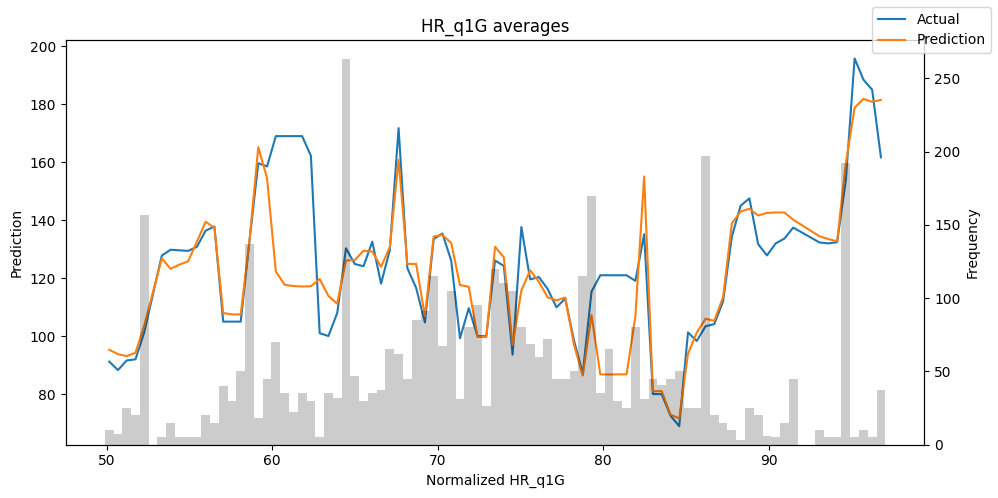 HR_q1G averages
Actual
Prediction
200
180
160
140
120
100
80
Prediction
250
200
150
100
50
0
Frequency
50 60 70 80 90
Normalized HR_q1G